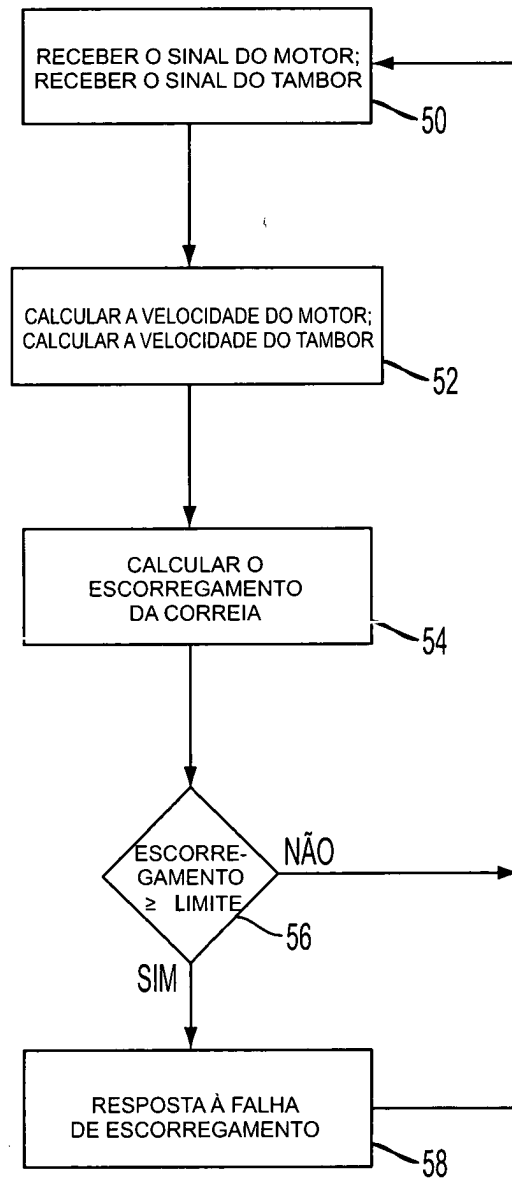 RECEBER O SINAL DO MOTOR;
RECEBER O SINAL DO TAMBOR
50
CALCULAR A VELOCIDADE DO MOTOR;
CALCULAR A VELOCIDADE DO TAMBOR
52
CALCULAR O
ESCORREGAMENTO
DA CORREIA
54
ESCORRE-
GAMENTO
≥ LIMITE
NÃO
56
SIM
RESPOSTA À FALHA
DE ESCORREGAMENTO
58